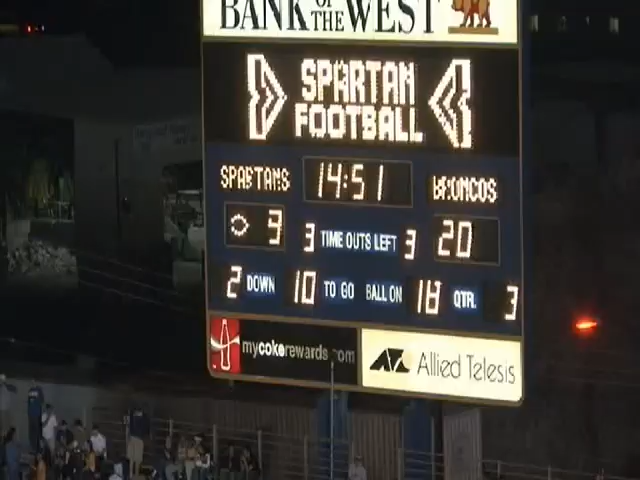 BANK OF THE WEST
SPARTAN
FOOTBALL
SPARTANS 14:51 BRONCOS
3 3 TIME OUTS LEFT 3 20
2 DOWN 10 TO GO BALL ON 18 QTR. 3
mycokerewards.com Allied Telesis